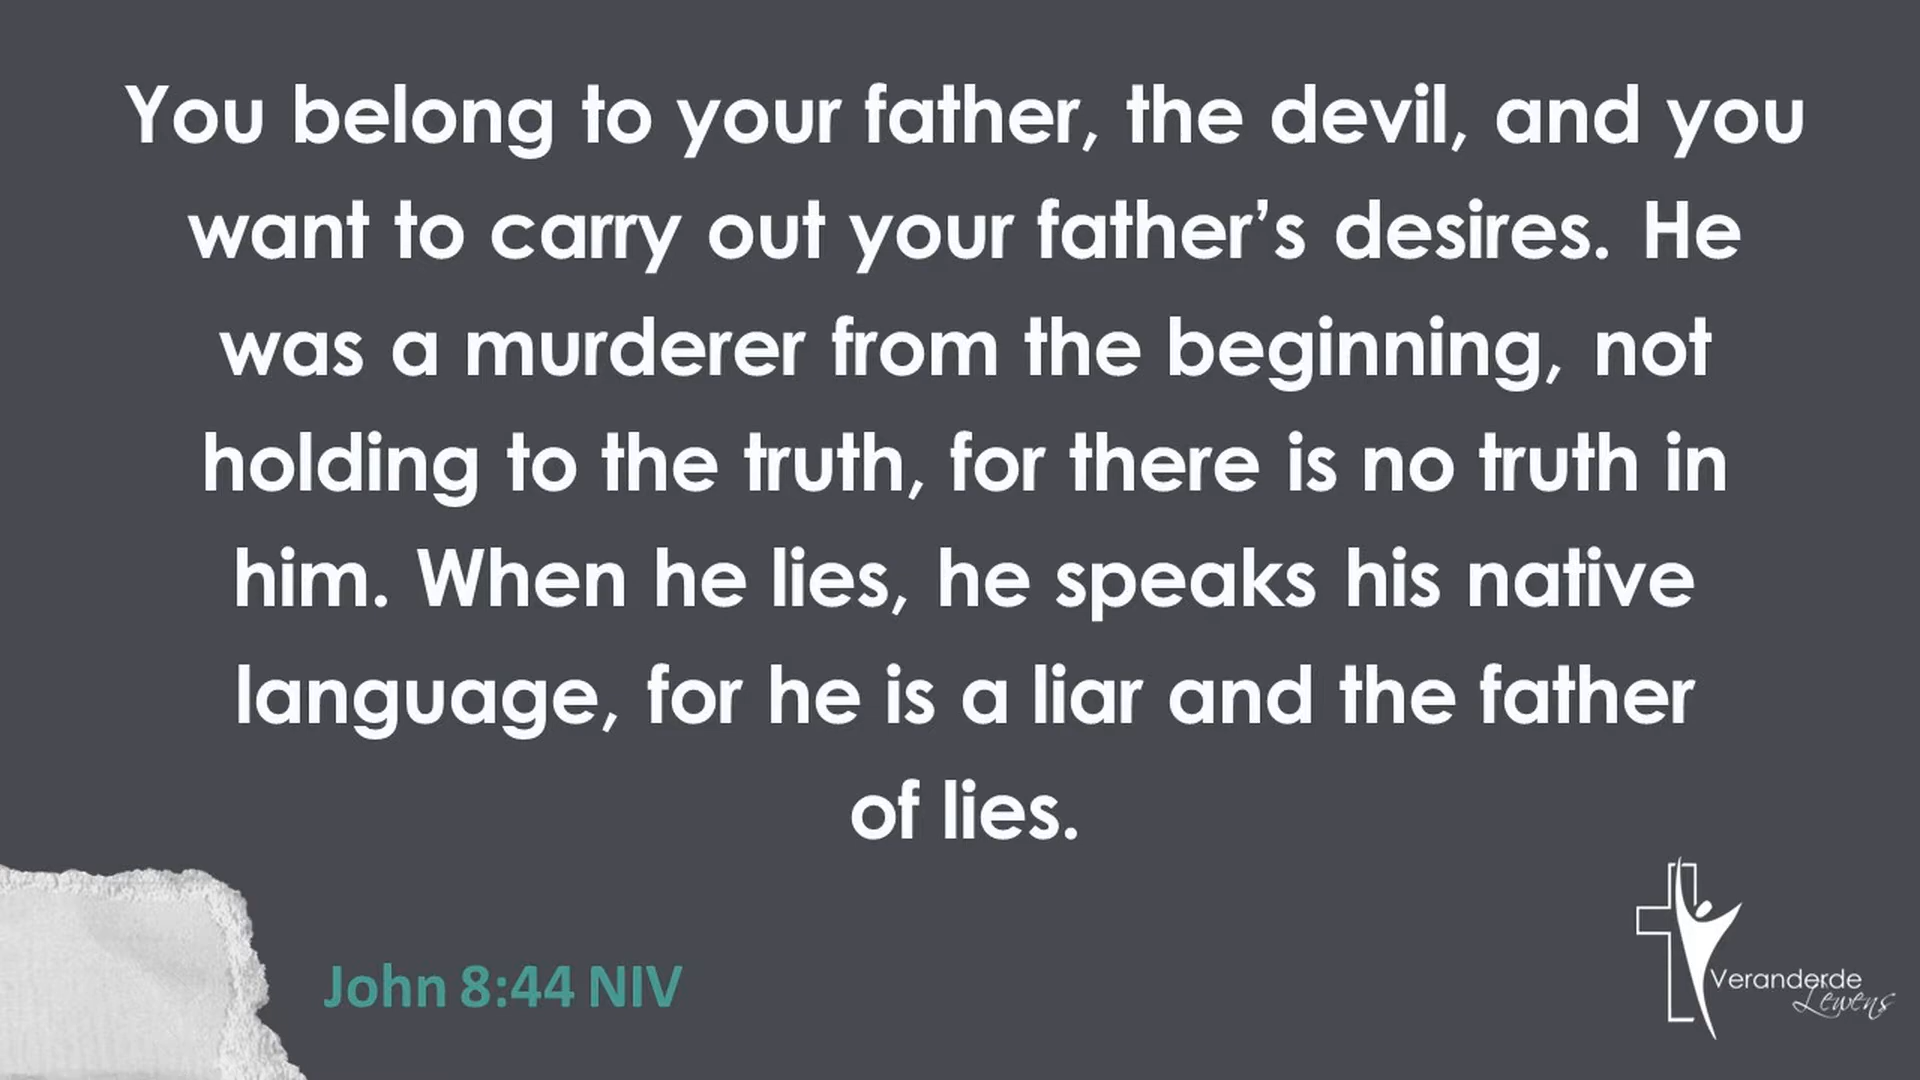 You belong to your father, the devil, and you
want to carry out your father’s desires. He
was a murderer from the beginning, not
holding to the truth, for there is no truth in
him. When he lies, he speaks his native
language, for he is a liar and the father
of lies.
John 8:44 NIV
Veranderde
Lewens